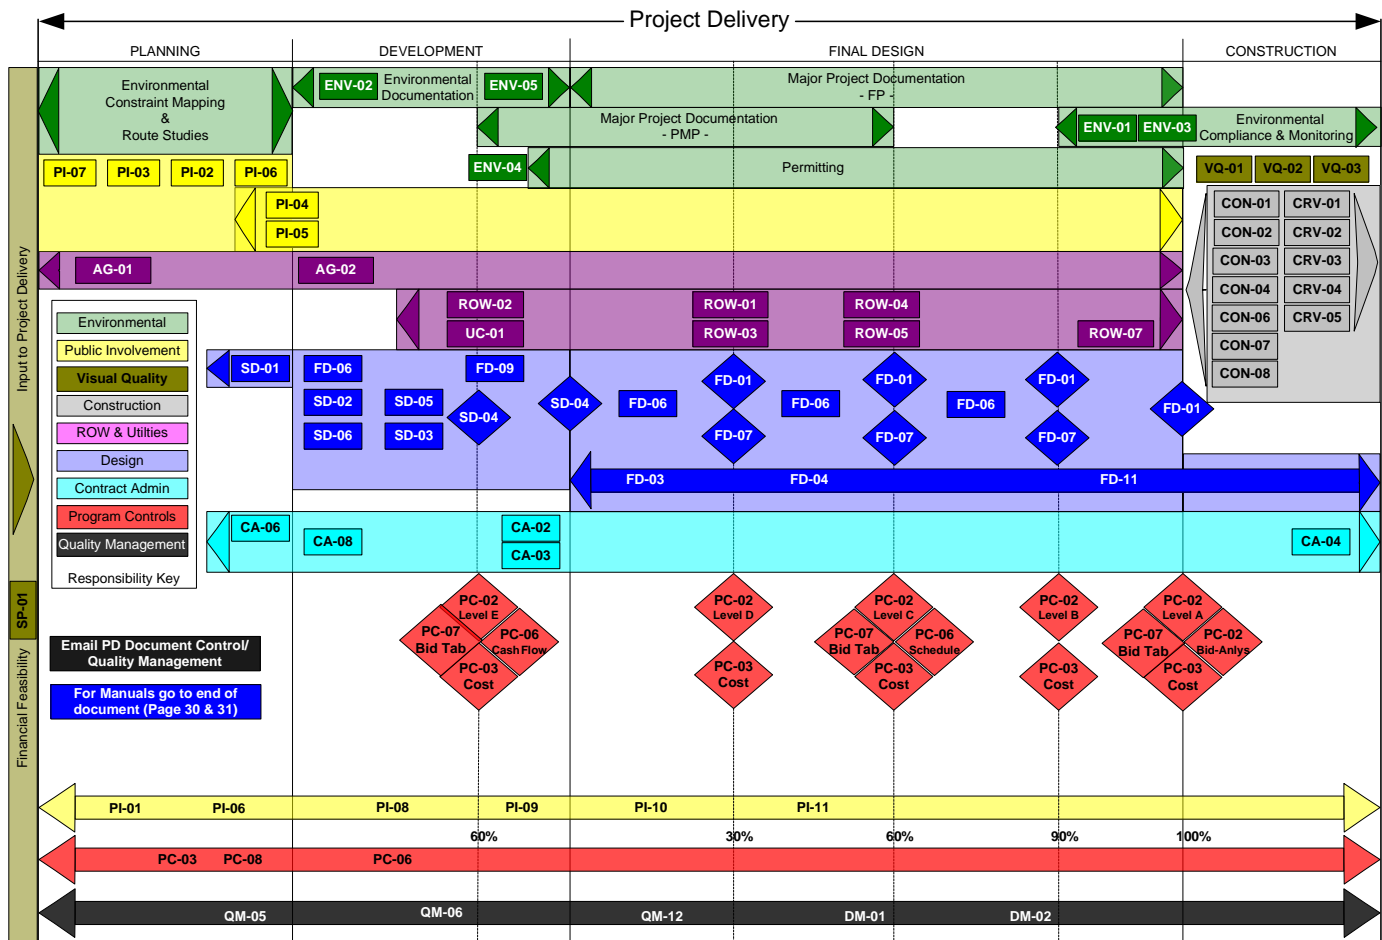 Project Delivery
PLANNING
DEVELOPMENT
FINAL DESIGN
CONSTRUCTION
Environmental
Constraint Mapping
&
Route Studies
ENV-02
Environmental
Documentation
ENV-05
Major Project Documentation
- FP -
Major Project Documentation
- PMP -
ENV-01
ENV-03
Environmental
Compliance & Monitoring
ENV-04
Permitting
PI-07
PI-03
PI-02
PI-06
VQ-01
VQ-02
VQ-03
PI-04
PI-05
CON-01
CRV-01
CON-02
CRV-02
CON-03
CRV-03
CON-04
CRV-04
CON-06
CRV-05
CON-07
CON-08
AG-01
AG-02
ROW-02
ROW-01
ROW-04
UC-01
ROW-03
ROW-05
ROW-07
Input to Project Delivery
SP-01
Financial Feasibility
Environmental
Public Involvement
Visual Quality
Construction
ROW & Utilties
Design
Contract Admin
Program Controls
Quality Management
Responsibility Key
SD-01
FD-06
FD-09
SD-02
SD-05
SD-04
SD-06
SD-03
SD-04
FD-06
FD-01
FD-07
FD-06
FD-01
FD-07
FD-06
FD-01
FD-07
FD-01
FD-03
FD-04
FD-11
CA-06
CA-08
CA-02
CA-03
CA-04
PC-02
Level E
PC-07
Bid Tab
PC-06
Cash Flow
PC-03
Cost
PC-02
Level D
PC-03
Cost
PC-02
Level C
PC-07
Bid Tab
PC-06
Schedule
PC-03
Cost
PC-02
Level B
PC-03
Cost
PC-02
Level A
PC-07
Bid Tab
PC-02
Bid-Anlys
PC-03
Cost
Email PD Document Control/
Quality Management
For Manuals go to end of
document (Page 30 & 31)
PI-01
PI-06
PI-08
PI-09
PI-10
PI-11
60%
30%
60%
90%
100%
PC-03
PC-08
PC-06
QM-05
QM-06
QM-12
DM-01
DM-02